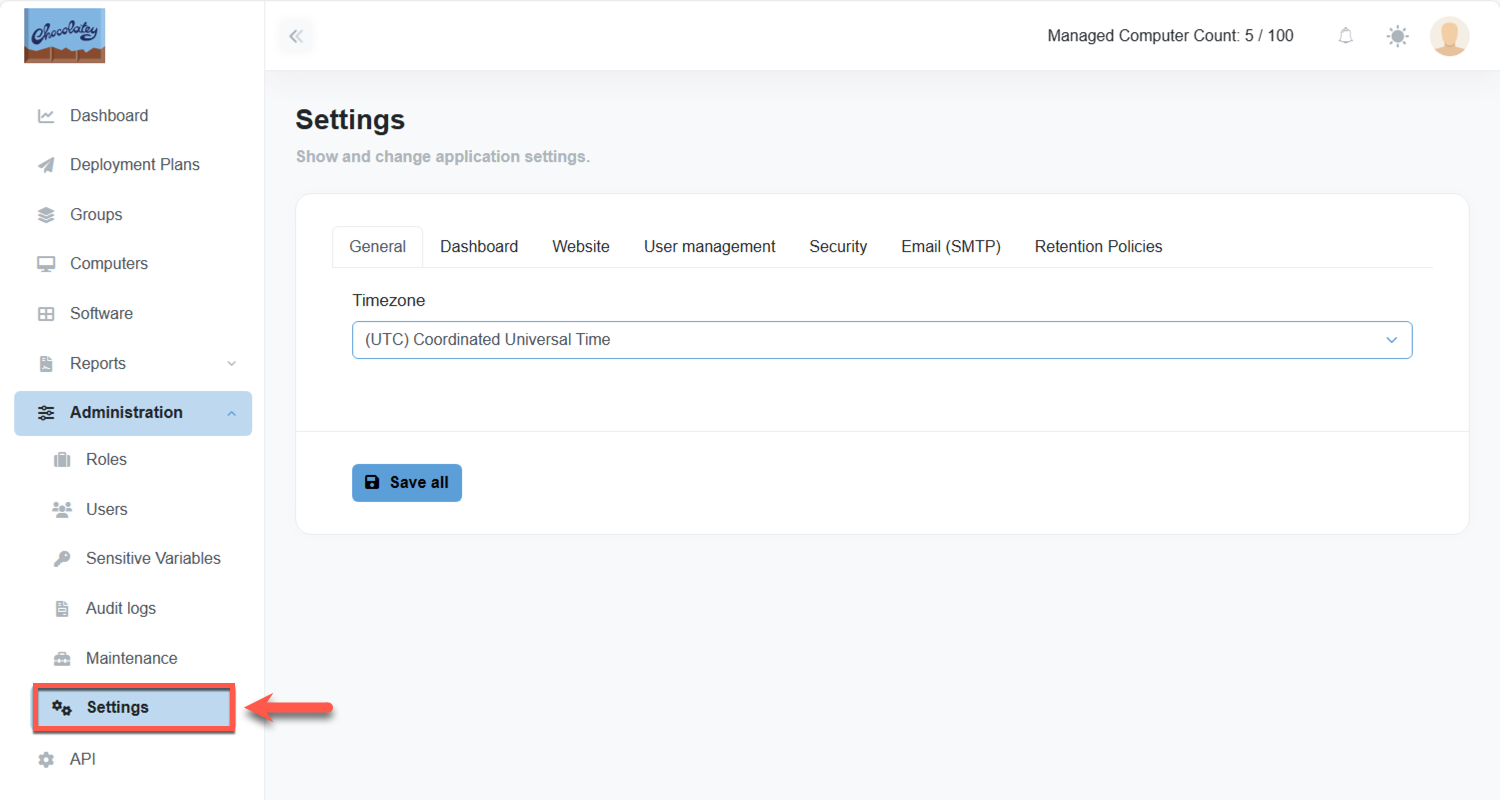 Chocolatey
Managed Computer Count: 5 / 100
Dashboard
Deployment Plans
Groups
Computers
Software
Reports
Administration
Roles
Users
Sensitive Variables
Audit logs
Maintenance
Settings
API
Settings
Show and change application settings.
General Dashboard Website User management Security Email (SMTP) Retention Policies
Timezone
(UTC) Coordinated Universal Time
Save all